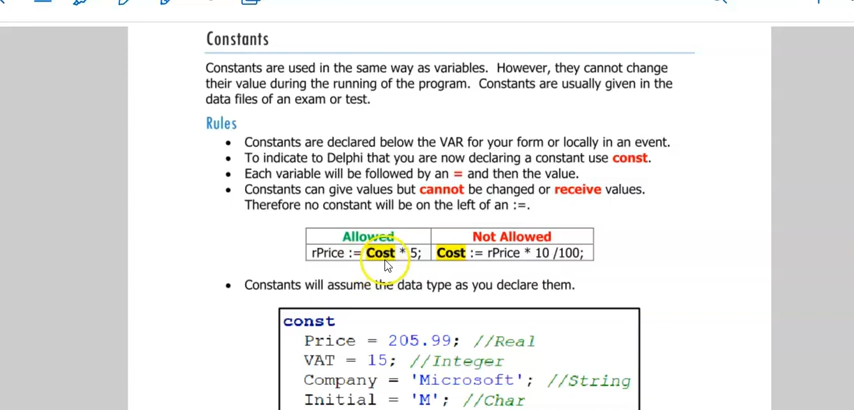 Constants
Constants are used in the same way as variables. However, they cannot change
their value during the running of the program. Constants are usually given in the
data files of an exam or test.
Rules
• Constants are declared below the VAR for your form or locally in an event.
• To indicate to Delphi that you are now declaring a constant use const.
• Each variable will be followed by an = and then the value.
• Constants can give values but cannot be changed or receive values.
Therefore no constant will be on the left of an :=.
Allowed Not Allowed
rPrice := Cost * 5; Cost := rPrice * 10 /100;
• Constants will assume the data type as you declare them.
const
Price = 205.99; //Real
VAT = 15; //Integer
Company = 'Microsoft'; //String
Initial = 'M'; //Char